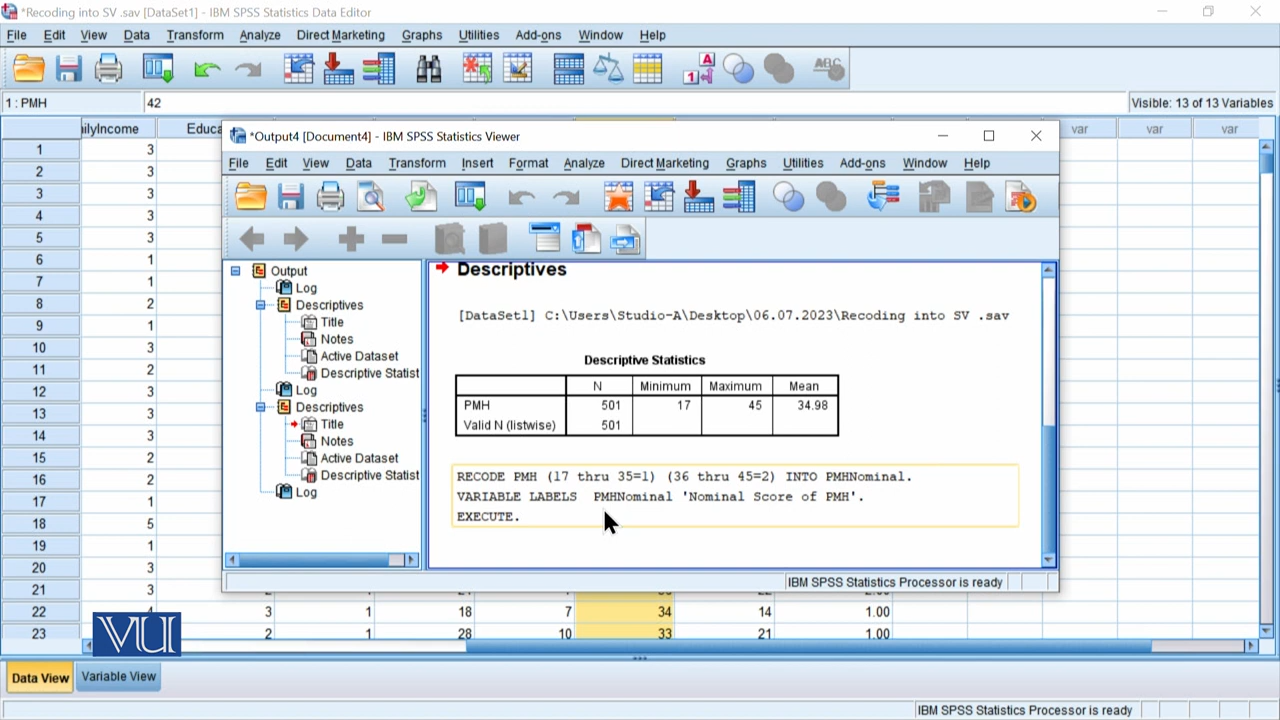 *Recoding into SV .sav [DataSet1] - IBM SPSS Statistics Data Editor
File Edit View Data Transform Analyze Direct Marketing Graphs Utilities Add-ons Window Help
1 : PMH 42 Visible: 13 of 13 Variables
ilyIncome Educa var var var
1 3
2 3
3 3
4 3
5 3
6 1
7 1
8 2
9 1
10 3
11 2
12 3
13 3
14 3
15 2
16 2
17 1
18 5
19 1
20 3
21 3
22 4 3 1 18 7 34 14 1.00
23 2 1 28 10 33 21 1.00
*Output4 [Document4] - IBM SPSS Statistics Viewer
File Edit View Data Transform Insert Format Analyze Direct Marketing Graphs Utilities Add-ons Window Help
Output
Log
Descriptives
Title
Notes
Active Dataset
Descriptive Statist
Log
Descriptives
Title
Notes
Active Dataset
Descriptive Statist
Log
Descriptives
[DataSet1] C:\Users\Studio-A\Desktop\06.07.2023\Recoding into SV .sav
Descriptive Statistics
N Minimum Maximum Mean
PMH 501 17 45 34.98
Valid N (listwise) 501
RECODE PMH (17 thru 35=1) (36 thru 45=2) INTO PMHNominal.
VARIABLE LABELS PMHNominal 'Nominal Score of PMH'.
EXECUTE.
IBM SPSS Statistics Processor is ready
VU
Data View Variable View
IBM SPSS Statistics Processor is ready